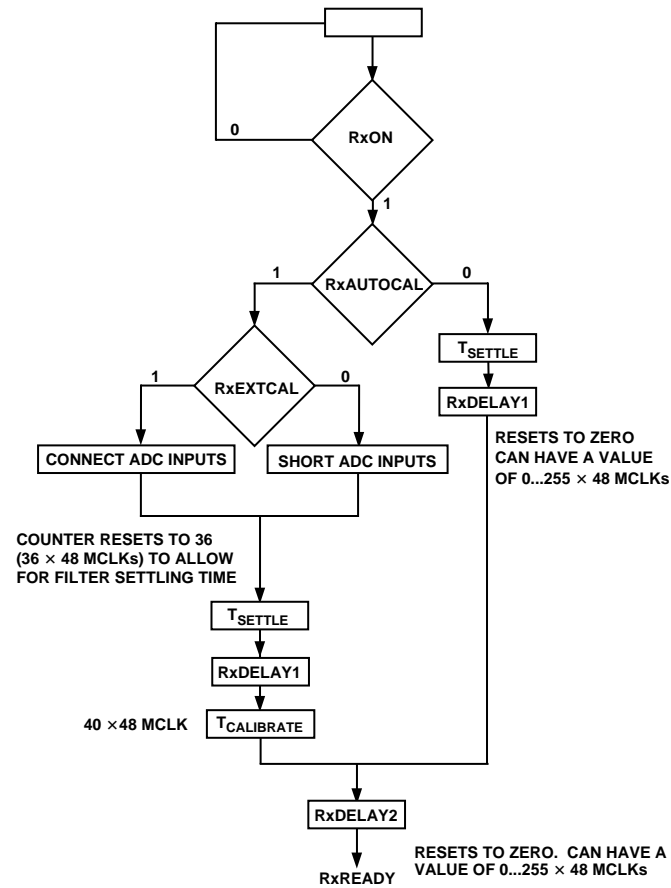 RxON
0
1
RxAUTOCAL
1
0
RxEXTCAL
1
0
T_SETTLE
RxDELAY1
CONNECT ADC INPUTS
SHORT ADC INPUTS
RESETS TO ZERO
CAN HAVE A VALUE
OF 0...255 × 48 MCLKs
COUNTER RESETS TO 36
(36 × 48 MCLKs) TO ALLOW
FOR FILTER SETTLING TIME
T_SETTLE
RxDELAY1
40 ×48 MCLK
T_CALIBRATE
RxDELAY2
RxREADY
RESETS TO ZERO. CAN HAVE A
VALUE OF 0...255 × 48 MCLKs